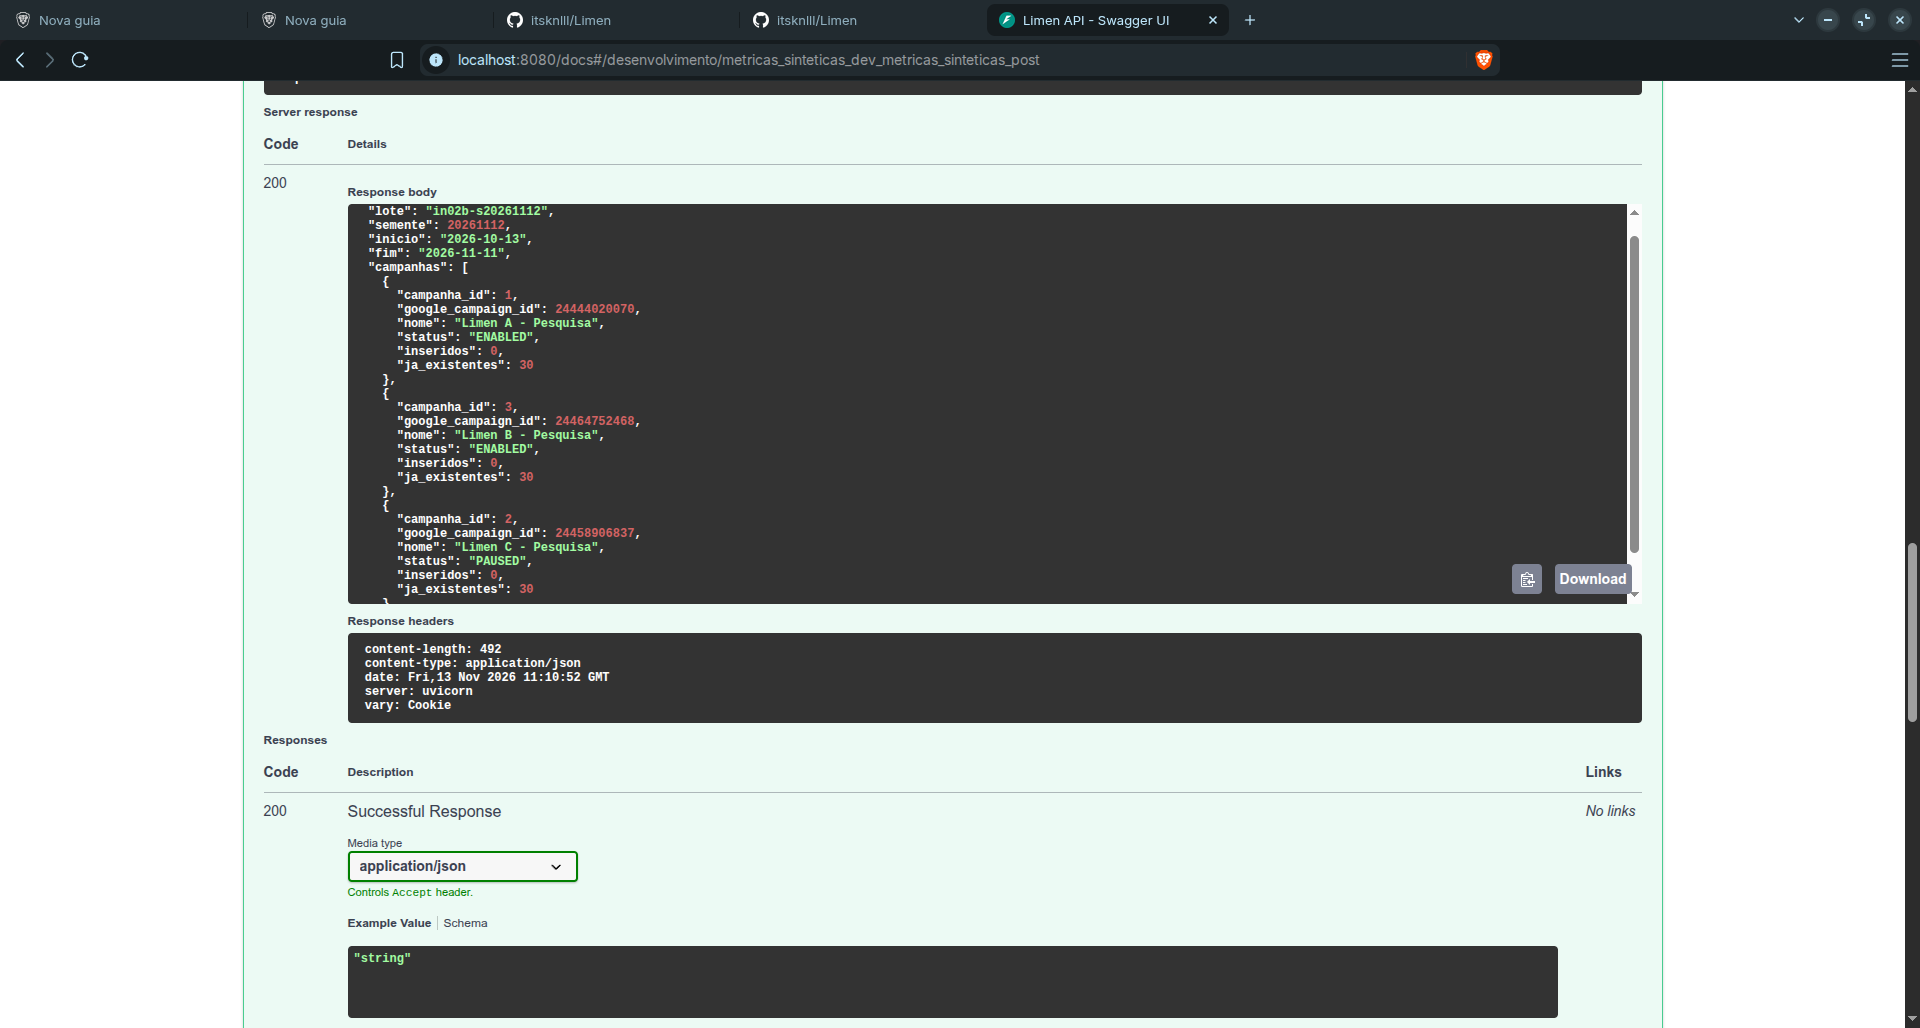 Nova guia
Nova guia
itsknlll/Limen
itsknlll/Limen
Limen API - Swagger UI
localhost:8080/docs#/desenvolvimento/metricas_sinteticas_dev_metricas_sinteticas_post
Server response
Code Details
200
Response body
"lote": "in02b-s20261112",
"semente": 20261112,
"inicio": "2026-10-13",
"fim": "2026-11-11",
"campanhas": [
{
"campanha_id": 1,
"google_campaign_id": 24444020070,
"nome": "Limen A - Pesquisa",
"status": "ENABLED",
"inseridos": 0,
"ja_existentes": 30
},
{
"campanha_id": 3,
"google_campaign_id": 24464752468,
"nome": "Limen B - Pesquisa",
"status": "ENABLED",
"inseridos": 0,
"ja_existentes": 30
},
{
"campanha_id": 2,
"google_campaign_id": 24458906837,
"nome": "Limen C - Pesquisa",
"status": "PAUSED",
"inseridos": 0,
"ja_existentes": 30
}
Download
Response headers
content-length: 492
content-type: application/json
date: Fri,13 Nov 2026 11:10:52 GMT
server: uvicorn
vary: Cookie
Responses
Code Description Links
200 Successful Response No links
Media type
application/json
Controls Accept header.
Example Value Schema
"string"